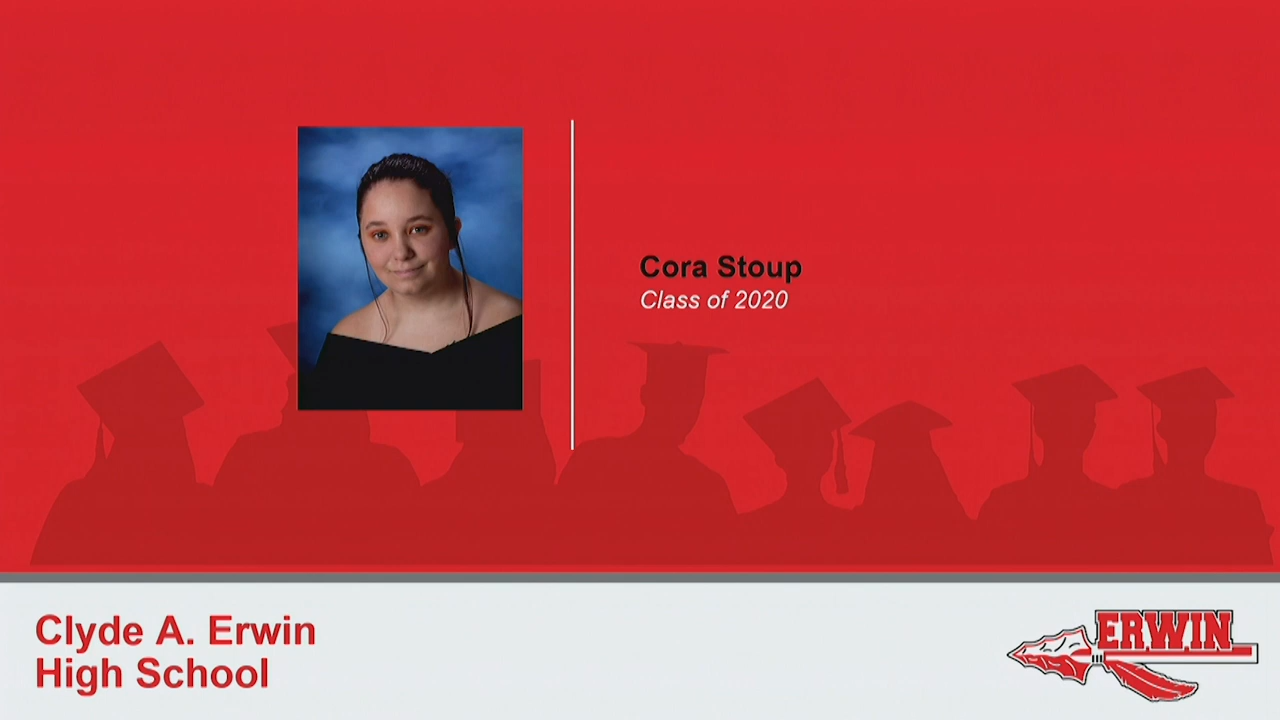 Cora Stoup
Class of 2020
Clyde A. Erwin
High School
ERWIN